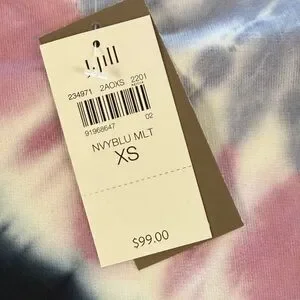 J.Jill
234971 2AOXS 2201
91968647 02
NVYBLU MLT
XS
$99.00